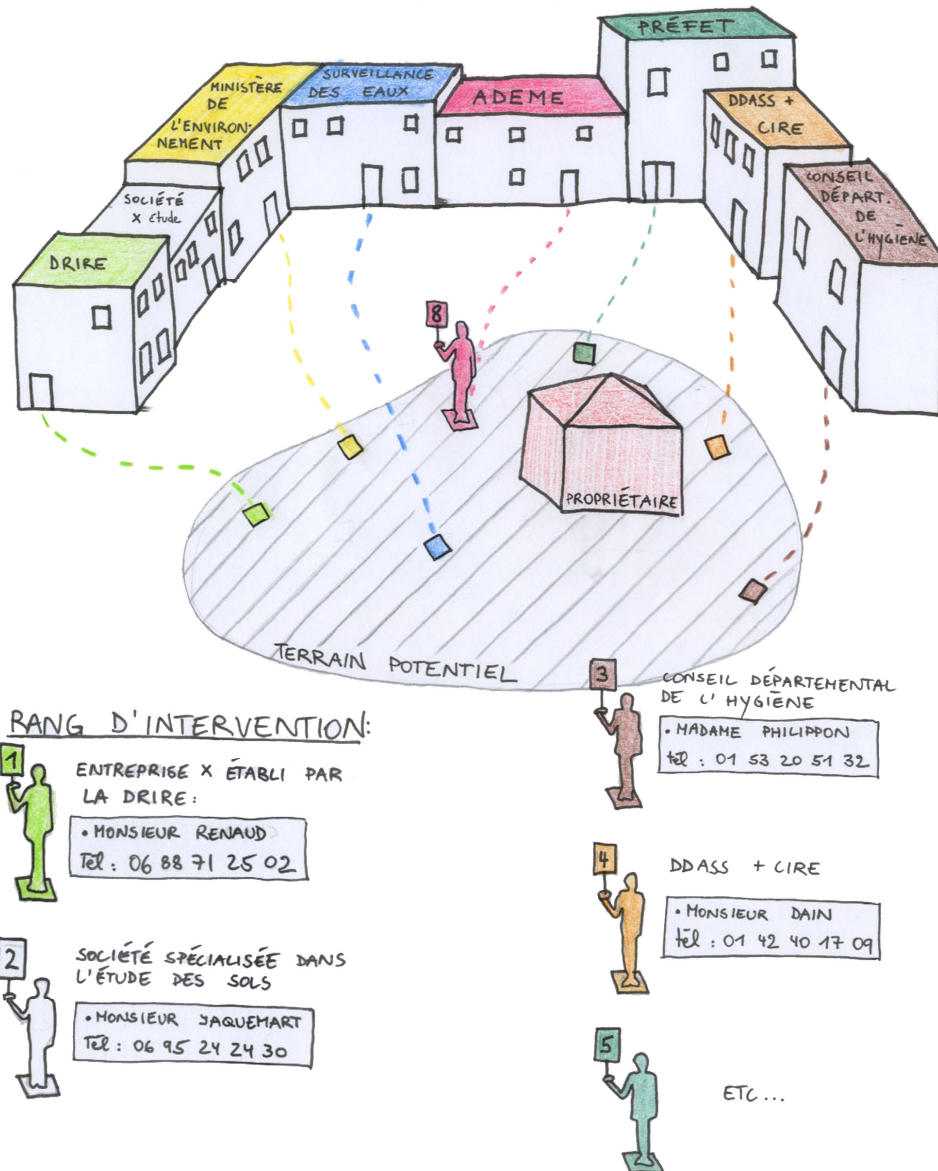 PRÉFET
MINISTÈRE
DE
L'ENVIRON-
NEMENT
SURVEILLANCE
DES EAUX
ADEME
DDASS +
CIRE
SOCIÉTÉ
X étude
CONSEIL
DÉPART.
DE
L'HYGIENE
DRIRE
8
PROPRIÉTAIRE
TERRAIN POTENTIEL
RANG D'INTERVENTION:
1
ENTREPRISE X ÉTABLI PAR
LA DRIRE:
• MONSIEUR RENAUD
Tél: 06 88 71 25 02
2
SOCIÉTÉ SPÉCIALISÉE DANS
L'ÉTUDE DES SOLS
• MONSIEUR JAQUEMART
Tél: 06 95 24 24 30
3
CONSEIL DÉPARTEMENTAL
DE L'HYGIÈNE
• MADAME PHILIPPON
tél : 01 53 20 51 32
4
DDASS + CIRE
• MONSIEUR DAIN
tél : 01 42 40 17 09
5
ETC...